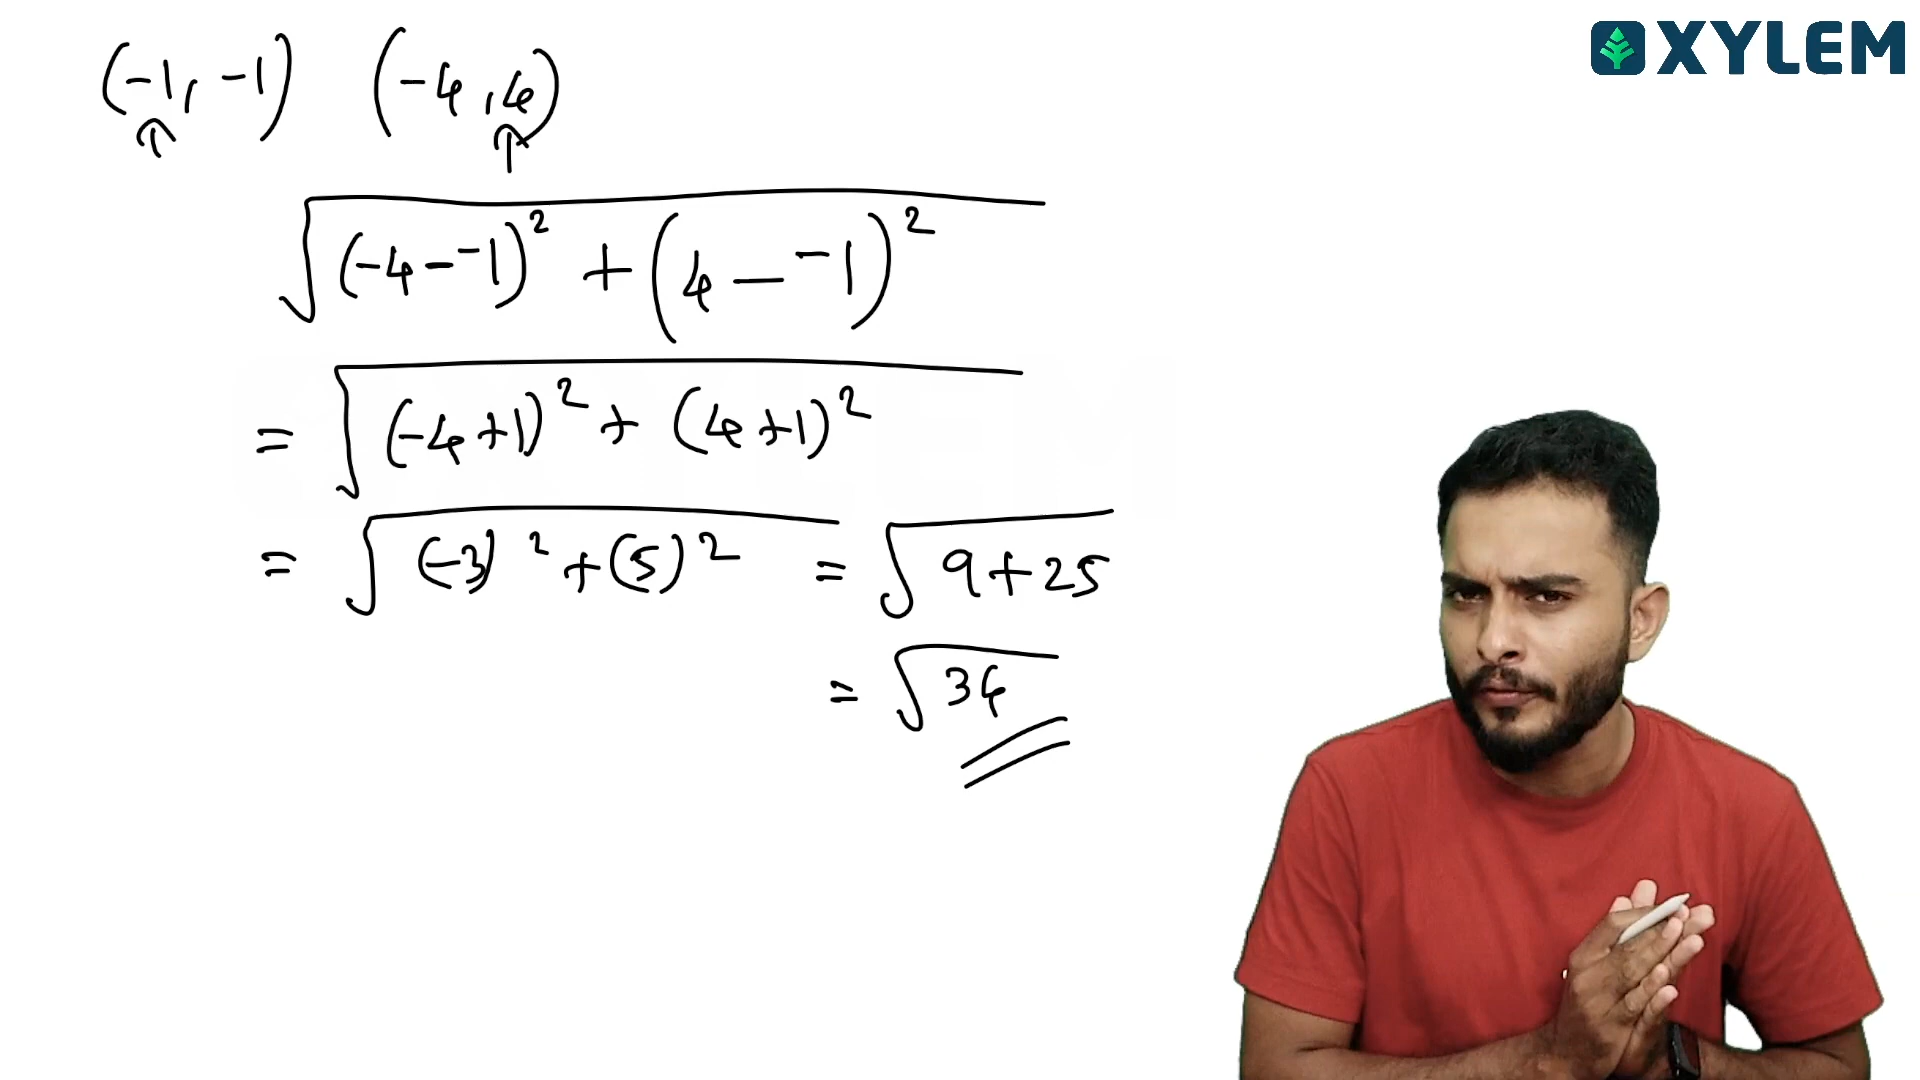 XYLEM
(-1, -1) (-4, 4)
√((-4 - -1)² + (4 - -1)²)
= √((-4+1)² + (4+1)²)
= √((-3)² + (5)²) = √(9+25)
= √34